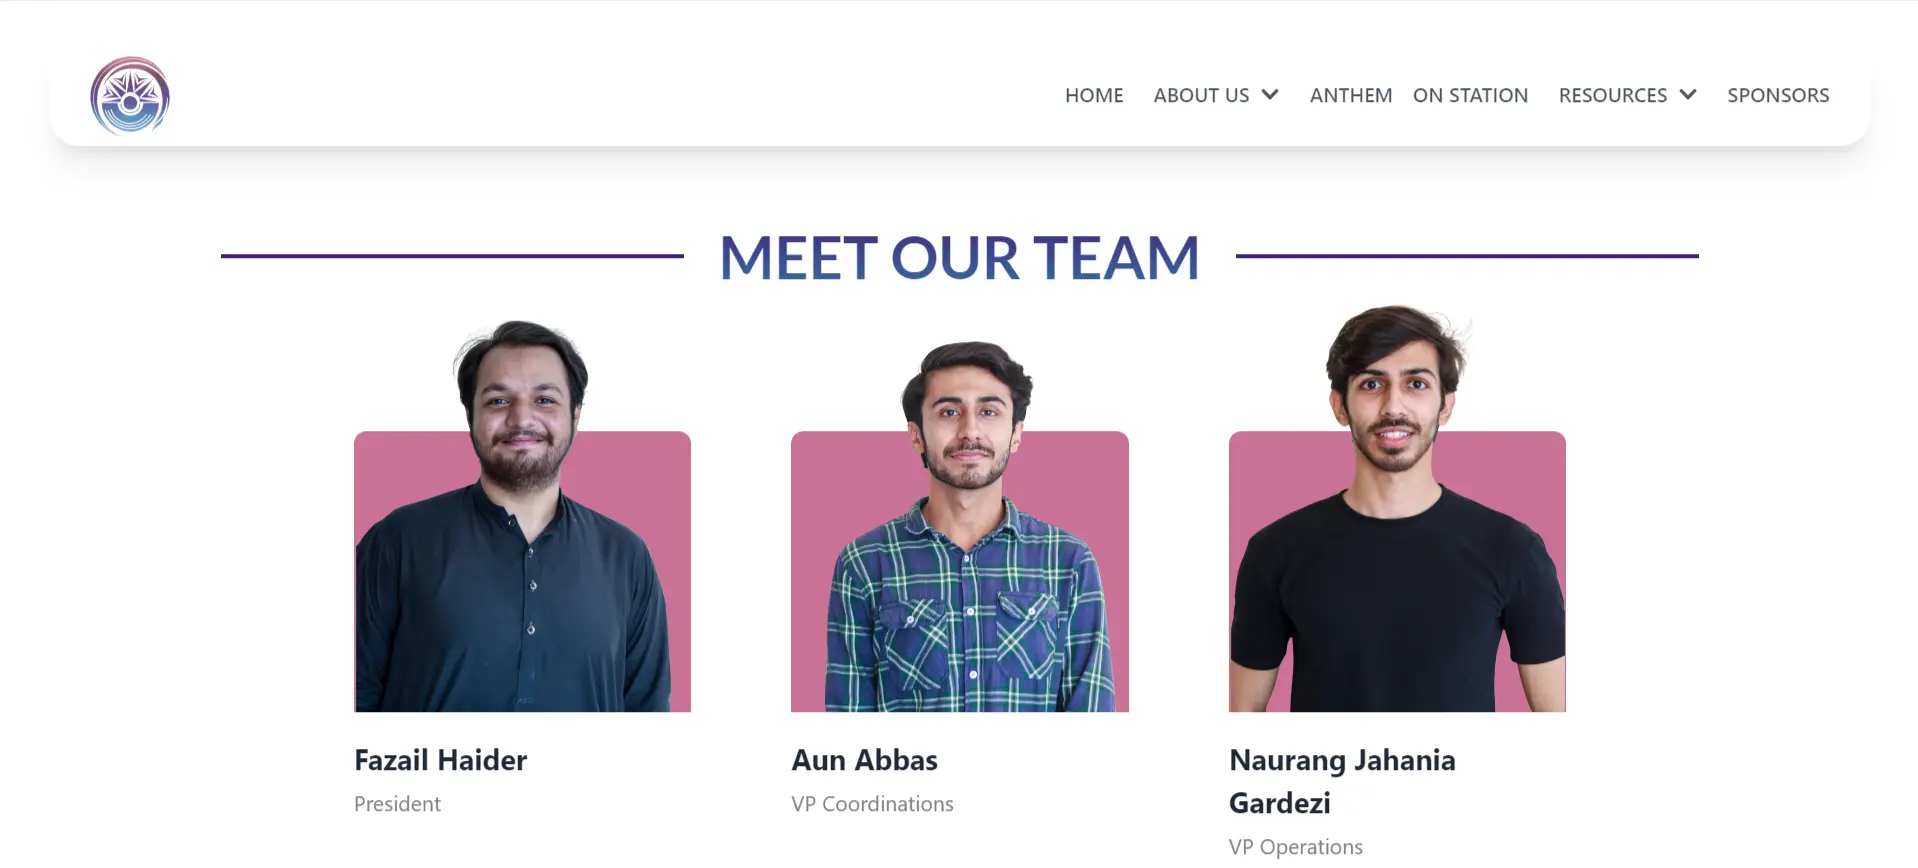 HOME ABOUT US ANTHEM ON STATION RESOURCES SPONSORS
MEET OUR TEAM
Fazail Haider
President
Aun Abbas
VP Coordinations
Naurang Jahania
Gardezi
VP Operations